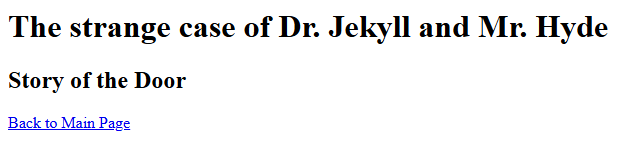 The strange case of Dr. Jekyll and Mr. Hyde
Story of the Door
Back to Main Page